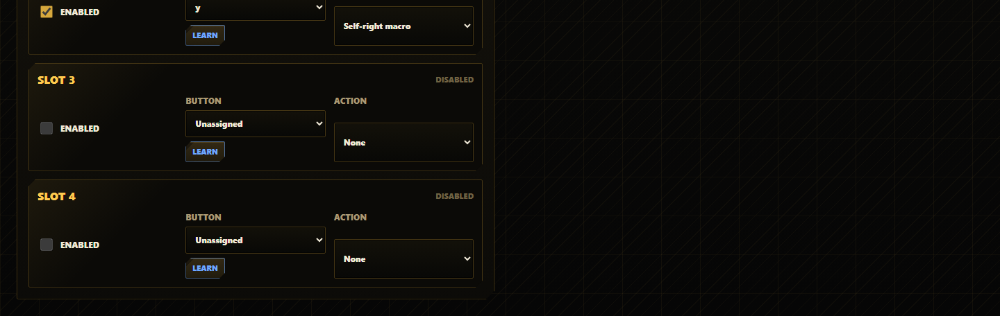 ENABLED
y
LEARN
Self-right macro
SLOT 3
DISABLED
BUTTON
ACTION
ENABLED
Unassigned
LEARN
None
SLOT 4
DISABLED
BUTTON
ACTION
ENABLED
Unassigned
LEARN
None